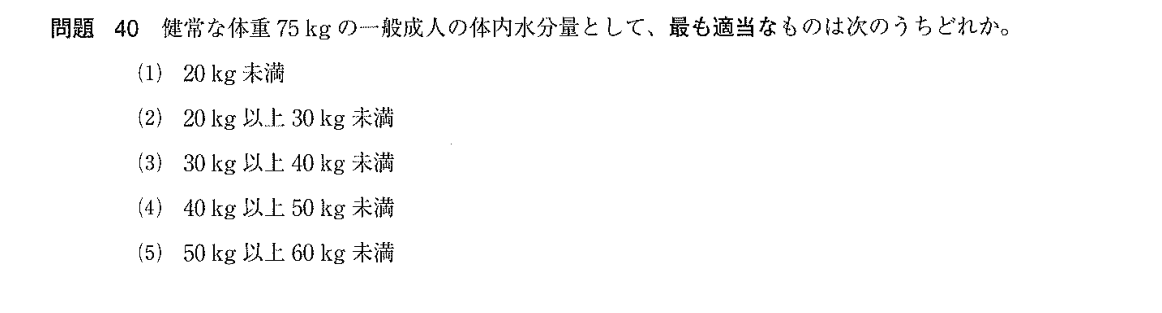 問題 40 健常な体重 75 kg の一般成人の体内水分量として、最も適当なものは次のうちどれか。
(1) 20 kg 未満
(2) 20 kg 以上 30 kg 未満
(3) 30 kg 以上 40 kg 未満
(4) 40 kg 以上 50 kg 未満
(5) 50 kg 以上 60 kg 未満